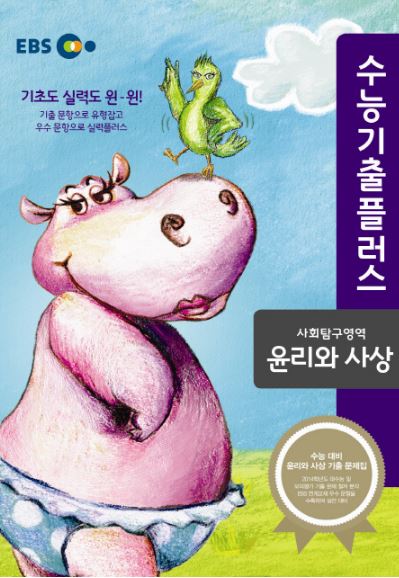 EBS
기초도 실력도 윈-윈!
기출 문항으로 유형잡고
우수 문항으로 실력플러스
수능기출플러스
사회탐구영역
윤리와 사상
수능 대비
윤리와 사상 기출 문제집